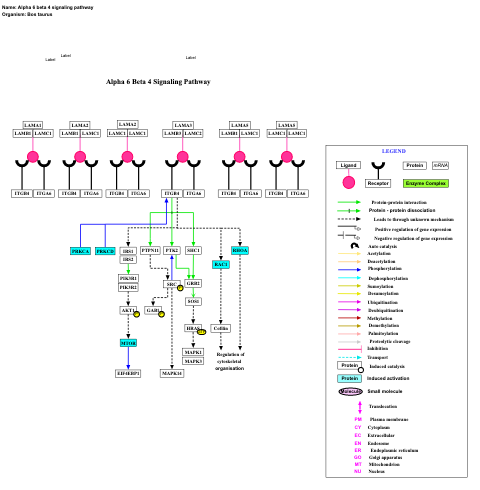 Name: Alpha 6 beta 4 signaling pathway
Organism: Bos taurus
Label
Label
Label
Alpha 6 Beta 4 Signaling Pathway
LAMA1 LAMA2 LAMA2 LAMA3 LAMA5 LAMA5
LAMB1 LAMC1 LAMB1 LAMC1 LAMC1 LAMC1 LAMB3 LAMC2 LAMB1 LAMC1 LAMC1 LAMC1
ITGB4 ITGA6 ITGB4 ITGA6 ITGB4 ITGA6 ITGB4 ITGA6 ITGB4 ITGA6 ITGB4 ITGA6
PRKCA PRKCD IRS1 PTPN11 PTK2 SHC1 RHOA
IRS2
RAC1
PIK3R1
PIK3R2
SRC
GRB2
SOS1
AKT1
GAB1
HRAS
Cofilin
MTOR
MAPK1
MAPK3
Regulation of
cytoskeletal
organisation
EIF4EBP1
MAPK14
LEGEND
Ligand
Receptor
Protein
mRNA
Enzyme Complex
Protein-protein interaction
Protein - protein dissociation
Leads to through unknown mechanism
Positive regulation of gene expression
Negative regulation of gene expression
Auto catalysis
Acetylation
Deacetylation
Phosphorylation
Dephosphorylation
Sumoylation
Desumoylation
Ubiquitination
Deubiquitination
Methylation
Demethylation
Palmitoylation
Proteolytic cleavage
Inhibition
Transport
Protein
Induced catalysis
Protein
Induced activation
Molecule
Small molecule
Translocation
PM Plasma membrane
CY Cytoplasm
EC Extracellular
EN Endosome
ER Endoplasmic reticulum
GO Golgi apparatus
MT Mitochondrion
NU Nucleus